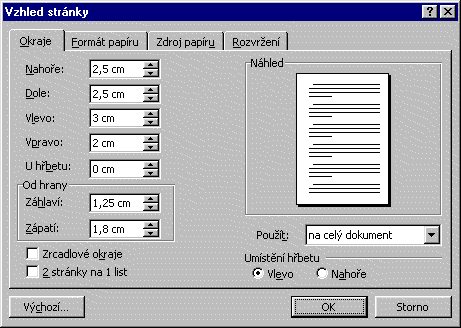 Vzhled stránky
Okraje Formát papíru Zdroj papíru Rozvržení
Nahoře: 2,5 cm
Dole: 2,5 cm
Vlevo: 3 cm
Vpravo: 2 cm
U hřbetu: 0 cm
Od hrany
Záhlaví: 1,25 cm
Zápatí: 1,8 cm
Zrcadlové okraje
2 stránky na 1 list
Náhled
Použít: na celý dokument
Umístění hřbetu
Vlevo Nahoře
Výchozí... OK Storno